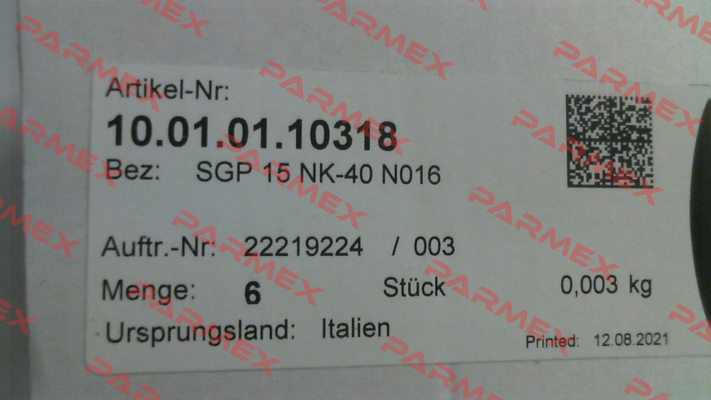 Artikel-Nr:
10.01.01.10318
Bez: SGP 15 NK-40 N016
Auftr.-Nr: 22219224 / 003
Menge: 6 Stück 0,003 kg
Ursprungsland: Italien
Printed: 12.08.2021
PARMEX